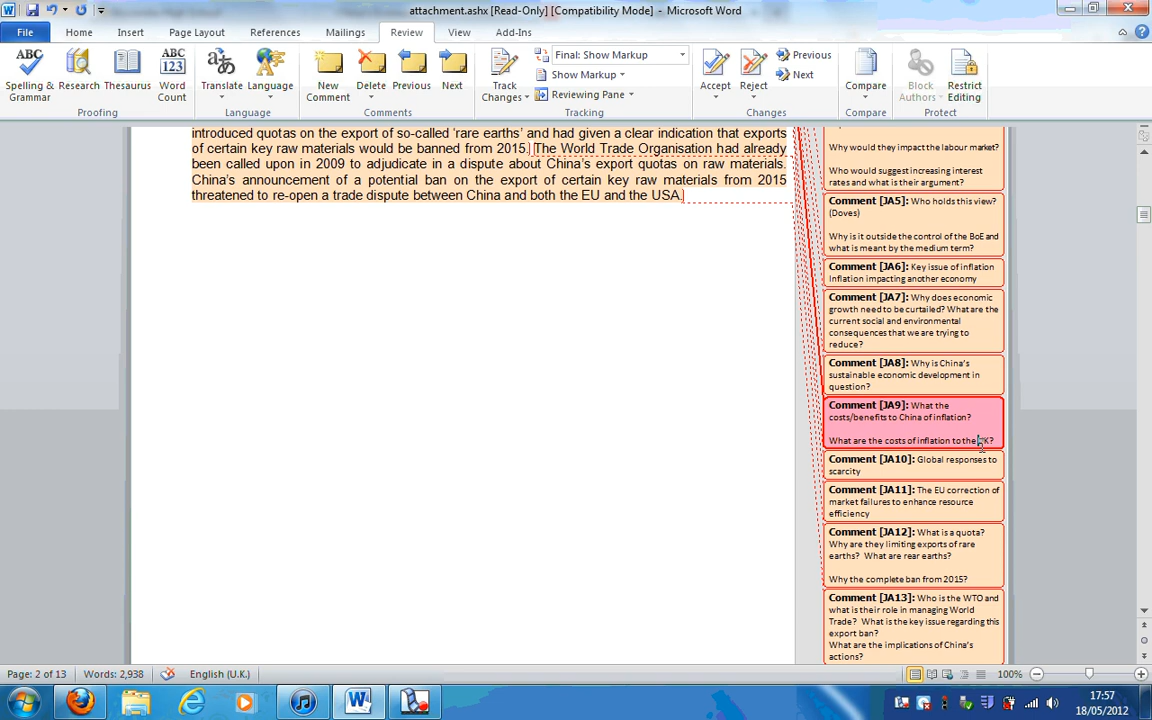 attachment.ashx [Read-Only] [Compatibility Mode] - Microsoft Word
File Home Insert Page Layout References Mailings Review View Add-Ins
Spelling & Grammar
Research
Thesaurus
Word Count
Proofing
Translate
Language
Language
New Comment
Delete
Previous
Next
Comments
Track Changes
Final: Show Markup
Show Markup
Reviewing Pane
Tracking
Accept
Reject
Previous
Next
Changes
Compare
Compare
Block Authors
Restrict Editing
Protect
introduced quotas on the export of so-called 'rare earths' and had given a clear indication that exports
of certain key raw materials would be banned from 2015. The World Trade Organisation had already
been called upon in 2009 to adjudicate in a dispute about China's export quotas on raw materials.
China's announcement of a potential ban on the export of certain key raw materials from 2015
threatened to re-open a trade dispute between China and both the EU and the USA.
Why would they impact the labour market?
Who would suggest increasing interest
rates and what is their argument?
Comment [JA5]: Who holds this view?
(Doves)
Why is it outside the control of the BoE and
what is meant by the medium term?
Comment [JA6]: Key issue of inflation
Inflation impacting another economy
Comment [JA7]: Why does economic
growth need to be curtailed? What are the
current social and environmental
consequences that we are trying to
reduce?
Comment [JA8]: Why is China's
sustainable economic development in
question?
Comment [JA9]: What the
costs/benefits to China of inflation?
What are the costs of inflation to the UK?
Comment [JA10]: Global responses to
scarcity
Comment [JA11]: The EU correction of
market failures to enhance resource
efficiency
Comment [JA12]: What is a quota?
Why are they limiting exports of rare
earths? What are rear earths?
Why the complete ban from 2015?
Comment [JA13]: Who is the WTO and
what is their role in managing World
Trade? What is the key issue regarding this
export ban?
What are the implications of China's
actions?
Page: 2 of 13 Words: 2,938 English (U.K.) 100%
17:57
18/05/2012